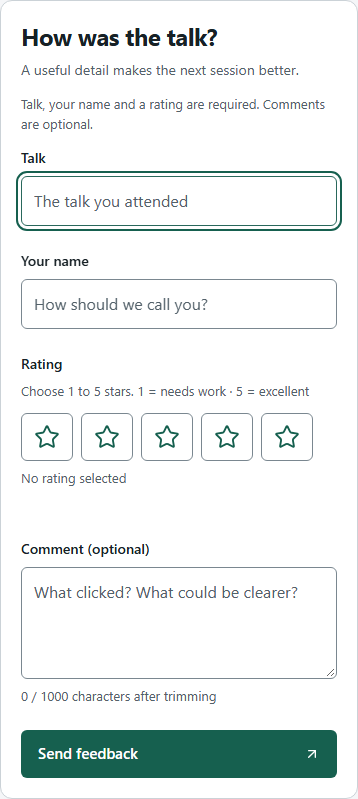 How was the talk?
A useful detail makes the next session better.
Talk, your name and a rating are required. Comments
are optional.
Talk
The talk you attended
Your name
How should we call you?
Rating
Choose 1 to 5 stars. 1 = needs work · 5 = excellent
No rating selected
Comment (optional)
What clicked? What could be clearer?
0 / 1000 characters after trimming
Send feedback